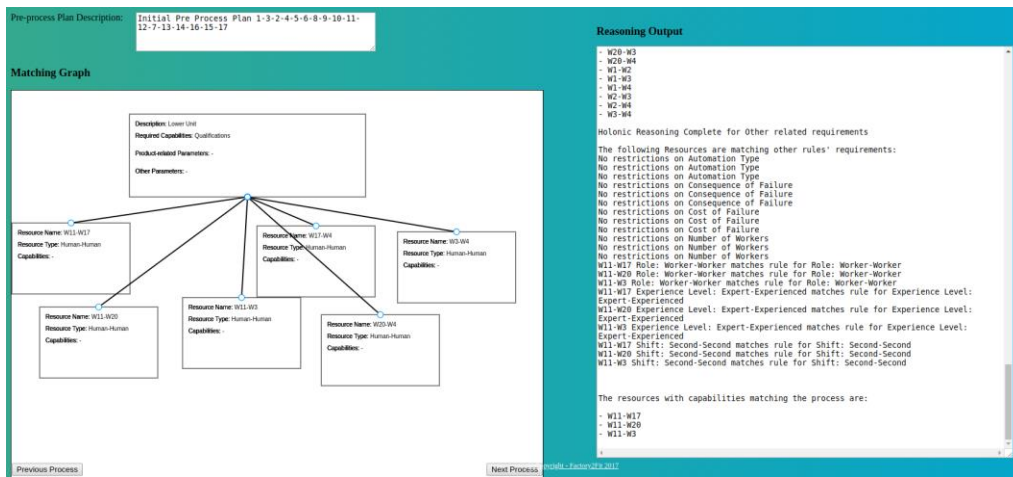 Pre-process Plan Description:
Initial Pre Process Plan 1-3-2-4-5-6-8-9-10-11-
12-7-13-14-16-15-17
Matching Graph
Description: Lower Unit
Required Capabilities: Qualifications
Product-related Parameters: -
Other Parameters: -
Resource Name: W11-W17
Resource Type: Human-Human
Capabilities: -
Resource Name: W17-W4
Resource Type: Human-Human
Capabilities: -
Resource Name: W3-W4
Resource Type: Human-Human
Capabilities: -
Resource Name: W11-W20
Resource Type: Human-Human
Capabilities: -
Resource Name: W11-W3
Resource Type: Human-Human
Capabilities: -
Resource Name: W20-W4
Resource Type: Human-Human
Capabilities: -
Previous Process
Next Process
Reasoning Output
- W20-W3
- W20-W4
- W1-W2
- W1-W3
- W1-W4
- W2-W3
- W2-W4
- W3-W4
Holonic Reasoning Complete for Other related requirements
The following Resources are matching other rules' requirements:
No restrictions on Automation Type
No restrictions on Automation Type
No restrictions on Automation Type
No restrictions on Consequence of Failure
No restrictions on Consequence of Failure
No restrictions on Consequence of Failure
No restrictions on Cost of Failure
No restrictions on Cost of Failure
No restrictions on Cost of Failure
No restrictions on Number of Workers
No restrictions on Number of Workers
No restrictions on Number of Workers
W11-W17 Role: Worker-Worker matches rule for Role: Worker-Worker
W11-W20 Role: Worker-Worker matches rule for Role: Worker-Worker
W11-W3 Role: Worker-Worker matches rule for Role: Worker-Worker
W11-W17 Experience Level: Expert-Experienced matches rule for Experience Level:
Expert-Experienced
W11-W20 Experience Level: Expert-Experienced matches rule for Experience Level:
Expert-Experienced
W11-W3 Experience Level: Expert-Experienced matches rule for Experience Level:
Expert-Experienced
W11-W17 Shift: Second-Second matches rule for Shift: Second-Second
W11-W20 Shift: Second-Second matches rule for Shift: Second-Second
W11-W3 Shift: Second-Second matches rule for Shift: Second-Second
The resources with capabilities matching the process are:
- W11-W17
- W11-W20
- W11-W3
opyright - Factory2Fit 2017